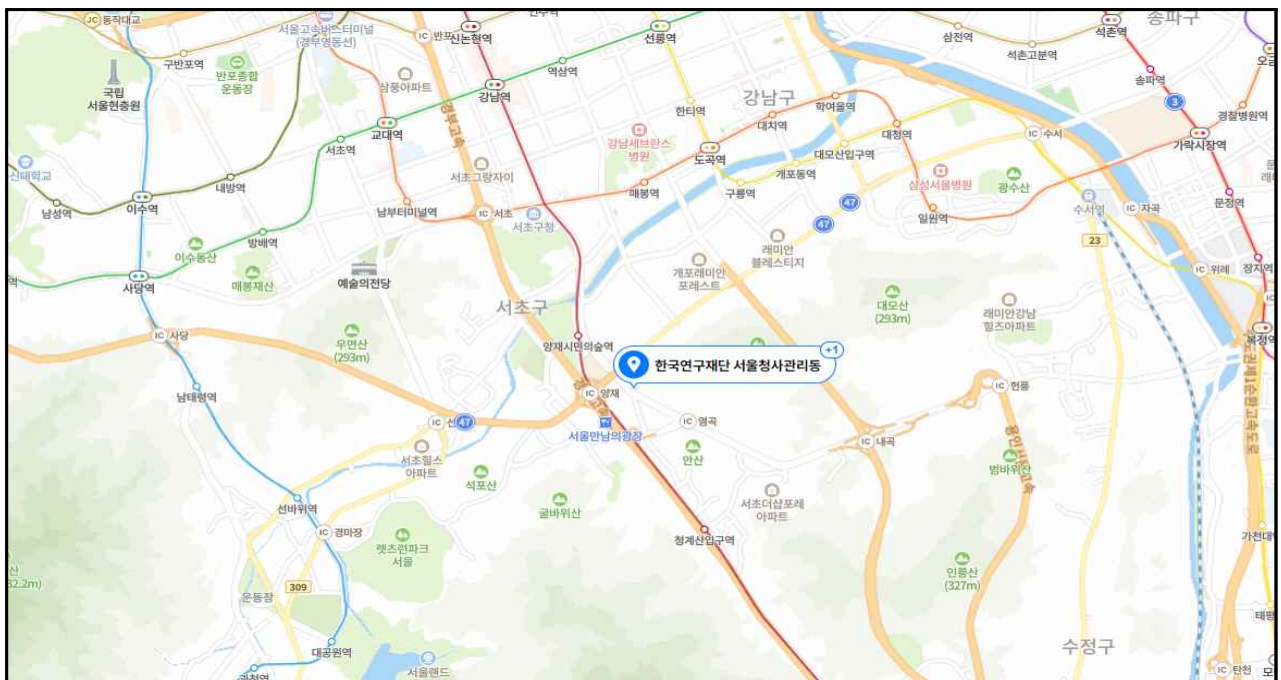 JC 동작대교
서울고속버스터미널
(경부영동선)
IC 반포
신논현역
선릉역
삼전역
석촌역
송파구
구반포역
반포종합
운동장
국립
서울현충원
삼풍아파트
역삼역
석촌고분역
송파역
강남역
강남구
한티역
학여울역
3
경찰병원역
교대역
경부고속
대치역
대청역
IC 수서
가락시장역
서초역
강남세브란스
병원
도곡역
대모산입구역
내방역
서초그랑자이
매봉역
구룡역
개포동역
삼성서울병원
광수산
남성역
이수역
남부터미널역
IC 서초
서초구청
47
47
일원역
수서역
IC 자곡
문정역
방배역
이수동산
래미안
블레스티지
23
사당역
매봉재산
예술의전당
개포래미안
포레스트
IC 위례
장지역
서초구
대모산
(293m)
래미안강남
힐즈아파트
IC 사당
우면산
(293m)
양재시민의숲역
복정역
한국연구재단 서울청사관리동
+1
남태령역
IC 양재
IC 헌릉
수도권제1순환고속도로
47
IC 염곡
서울만남의광장
IC 내곡
서초힐스
아파트
안산
범바위산
석포산
굴바위산
서초더샵포레
아파트
선바위역
IC 경마장
렛츠런파크
서울
청계산입구역
인릉산
(327m)
309
운동장
대공원역
서울랜드
수정구
IC 탄천